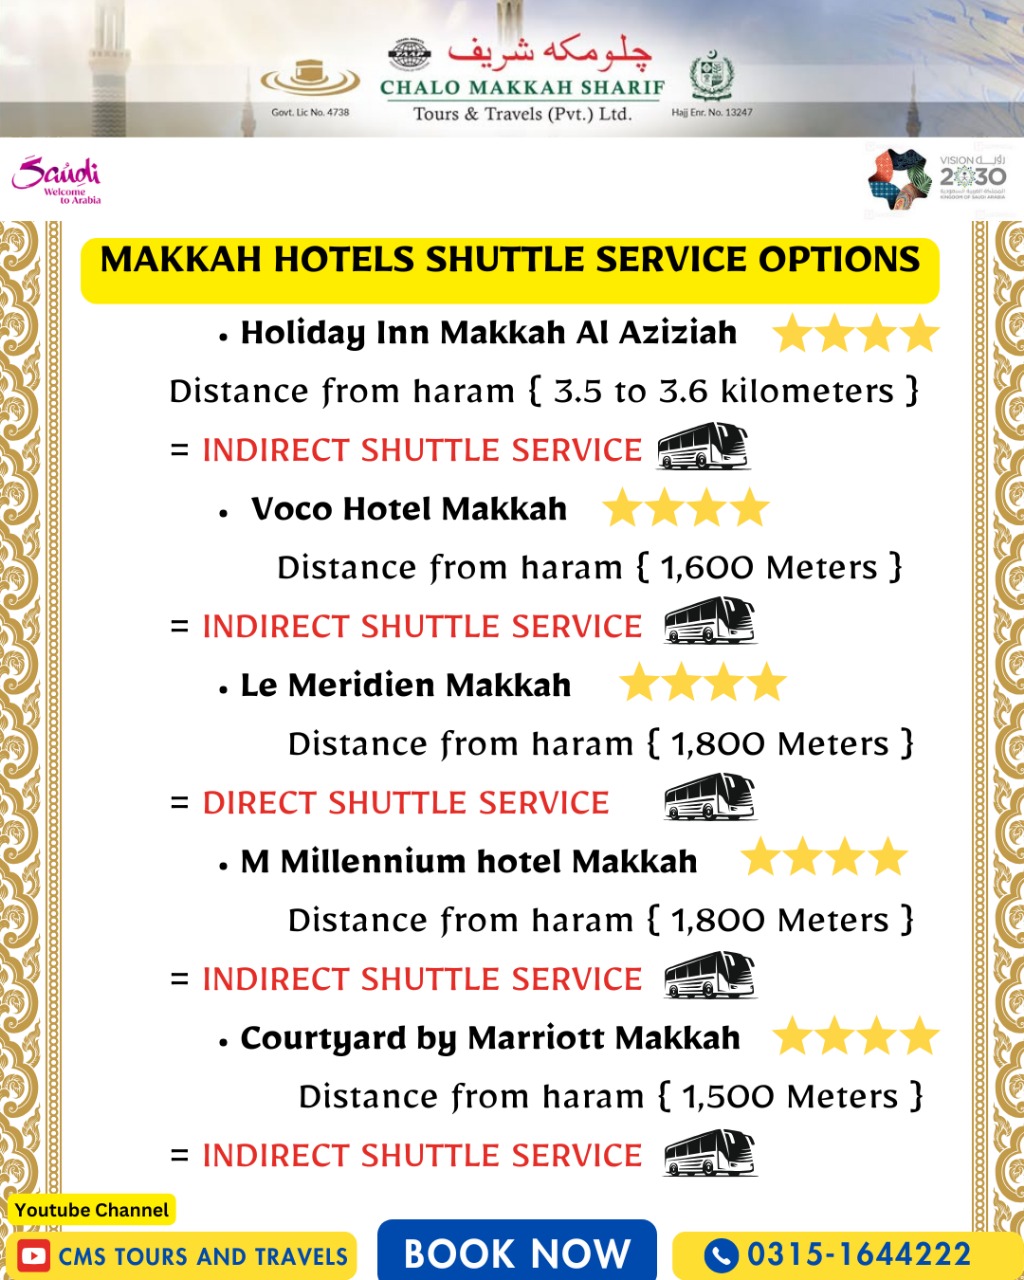 چلو مکہ شریف
CHALO MAKKAH SHARIF
Tours & Travels (Pvt.) Ltd.
Govt. Lic No. 4738
Hajj Enr. No. 13247
Saudi
Welcome
to Arabia
VISION رؤية
2030
المملكة العربية السعودية
KINGDOM OF SAUDI ARABIA
MAKKAH HOTELS SHUTTLE SERVICE OPTIONS
• Holiday Inn Makkah Al Aziziah
Distance from haram { 3.5 to 3.6 kilometers }
= INDIRECT SHUTTLE SERVICE
• Voco Hotel Makkah
Distance from haram { 1,600 Meters }
= INDIRECT SHUTTLE SERVICE
• Le Meridien Makkah
Distance from haram { 1,800 Meters }
= DIRECT SHUTTLE SERVICE
• M Millennium hotel Makkah
Distance from haram { 1,800 Meters }
= INDIRECT SHUTTLE SERVICE
• Courtyard by Marriott Makkah
Distance from haram { 1,500 Meters }
= INDIRECT SHUTTLE SERVICE
Youtube Channel
CMS TOURS AND TRAVELS
BOOK NOW
0315-1644222